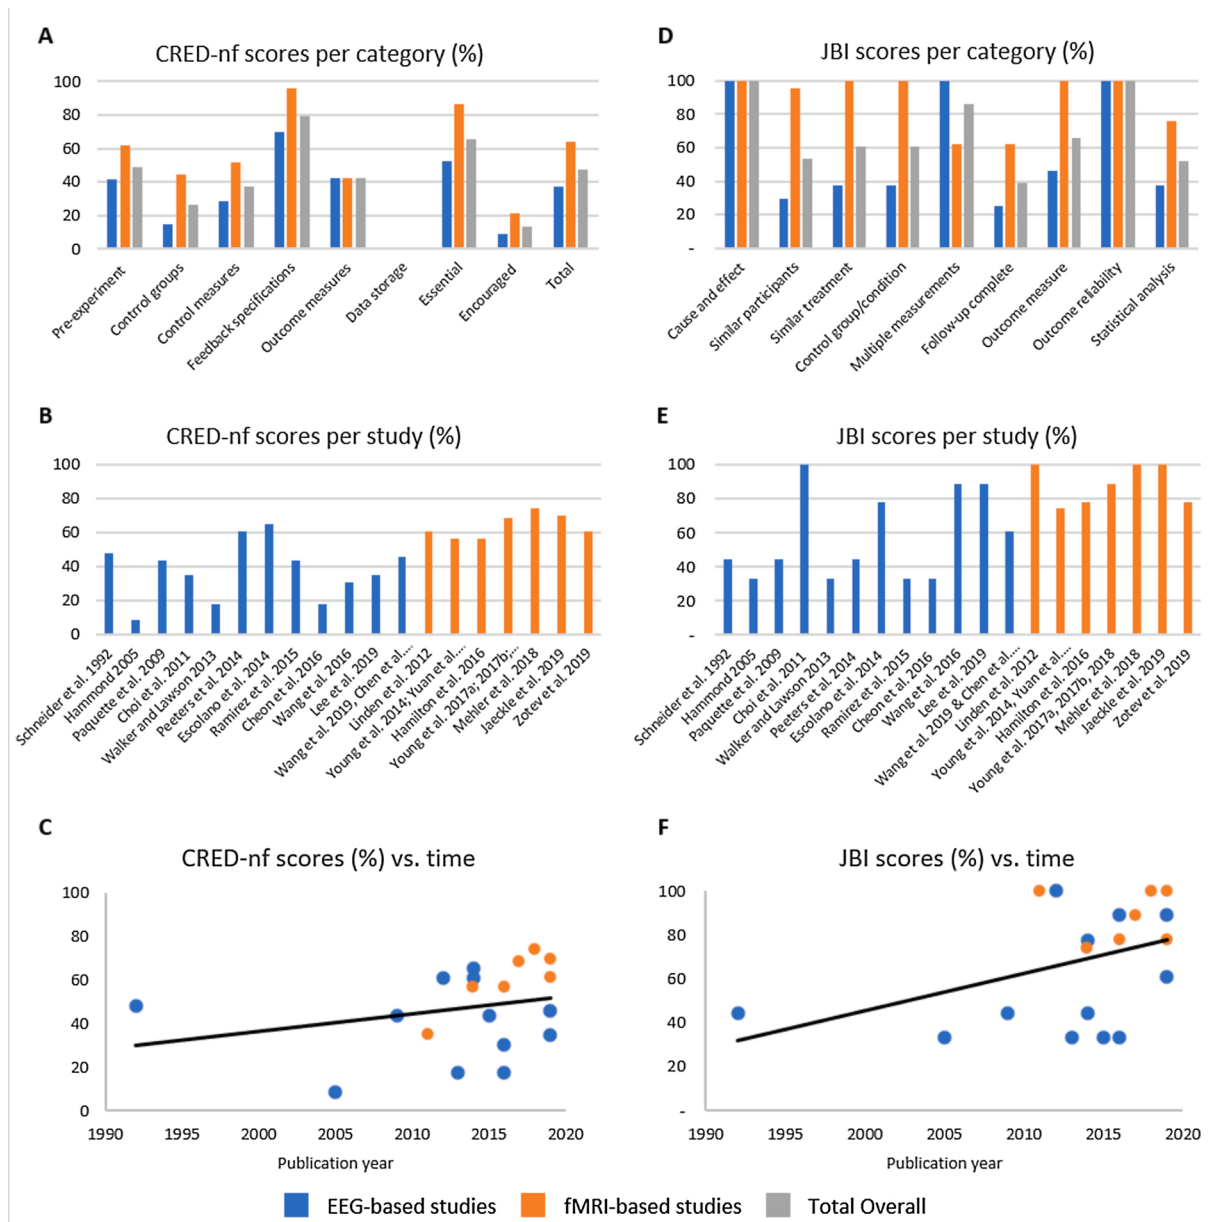 A
CRED-nf scores per category (%)
100
80
60
40
20
0
Pre-experiment
Contrrol groups
Control measures
Feedback specifications
Outcome measures
Data storage
Essential
Encouraged
Total
D
JBI scores per category (%)
100
80
60
40
20
-
Cause and effect
Similar participants
Similar treatment
Control group/condition
Multiple measurements
Follow-up complete
Outcome measure
Outcome reliability
Statistical analysis
B
CRED-nf scores per study (%)
100
80
60
40
20
0
Schneider et al. 1992
Hammond 2005
Paquette et al. 2009
Choi et al. 2011
Walker and Lawson 2013
Peeters et al. 2014
Escolano et al. 2014
Ramirez et al. 2015
Cheon et al. 2016
Wang et al. 2016
Lee et al. 2019
Wang et al. 2019, Chen et al....
Linden et al. 2012
Young et al. 2014; Yuan et al....
Hamilton et al. 2016
Young et al. 2017a; 2017b;...
Mehler et al. 2018
Jaeckle et al. 2019
Zotev et al. 2019
E
JBI scores per study (%)
100
80
60
40
20
-
Schneider et al. 1992
Hammond 2005
Paquette et al. 2009
Choi et al. 2011
Walker and Lawson 2013
Peeters et al. 2014
Escolano et al. 2014
Ramirez et al. 2015
Cheon et al. 2016
Wang et al. 2016
Lee et al. 2019
Wang et al. 2019 & Chen et al....
Linden et al. 2012
Young et al. 2014, Yuan et al....
Hamilton et al. 2016
Young et al. 2017a, 2017b, 2018
Mehler et al. 2018
Jaeckle et al. 2019
Zotev et al. 2019
C
CRED-nf scores (%) vs. time
100
80
60
40
20
0
1990
1995
2000
2005
2010
2015
2020
Publication year
F
JBI scores (%) vs. time
100
80
60
40
20
-
1990
1995
2000
2005
2010
2015
2020
Publication year
EEG-based studies
fMRI-based studies
Total Overall